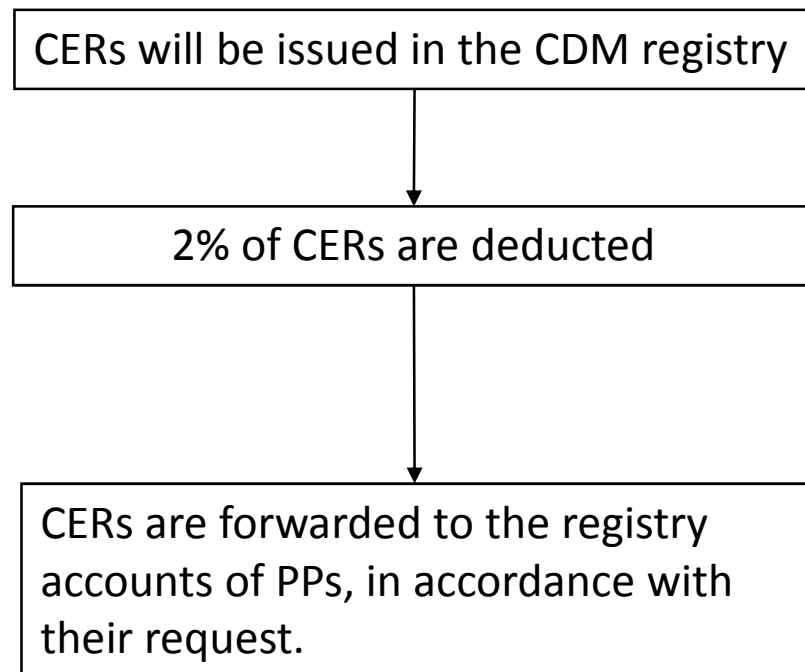 CERs will be issued in the CDM registry
2% of CERs are deducted
CERs are forwarded to the registry
accounts of PPs, in accordance with
their request.